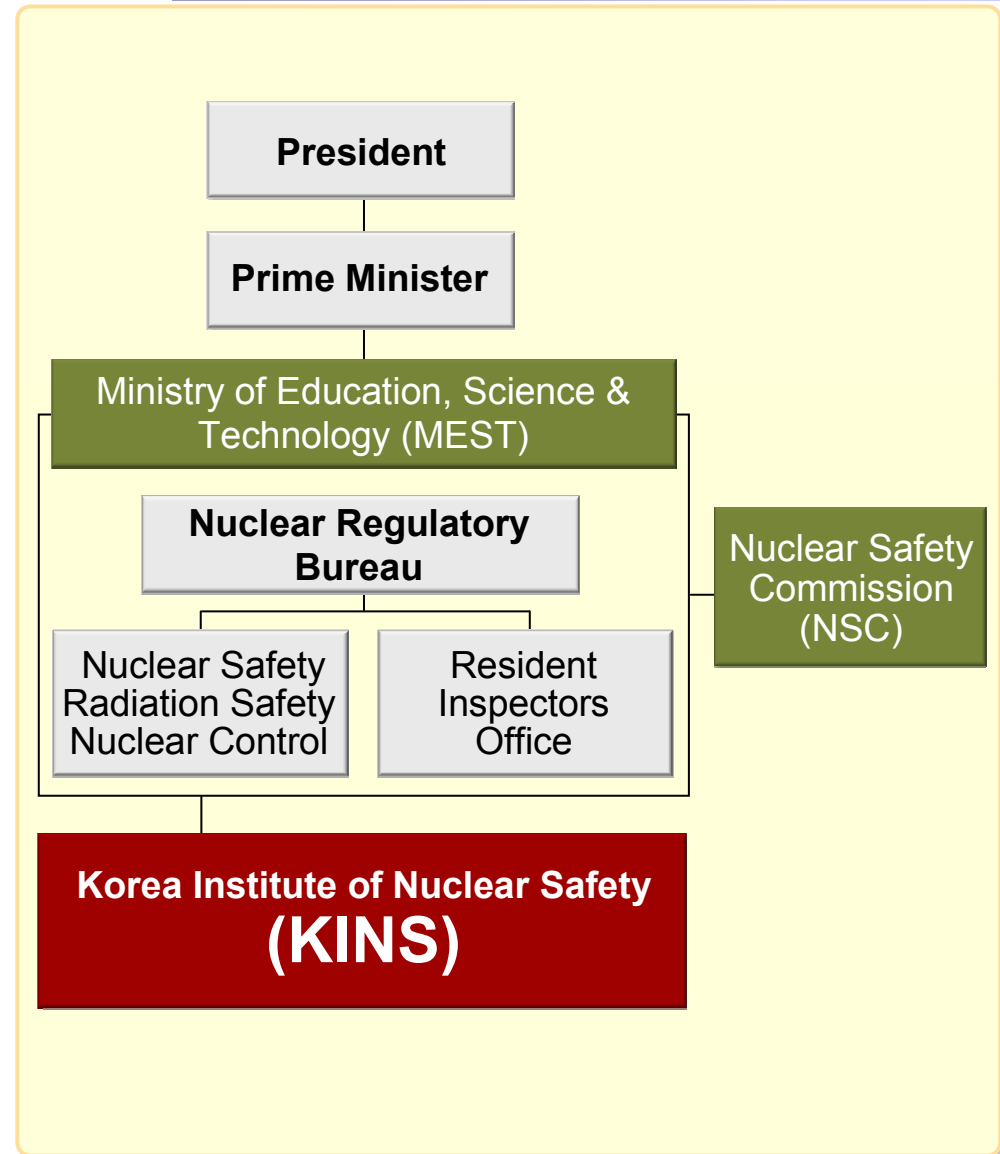 President
Prime Minister
Ministry of Education, Science &
Technology (MEST)
Nuclear Regulatory
Bureau
Nuclear Safety
Commission
(NSC)
Nuclear Safety
Radiation Safety
Nuclear Control
Resident
Inspectors
Office
Korea Institute of Nuclear Safety
(KINS)